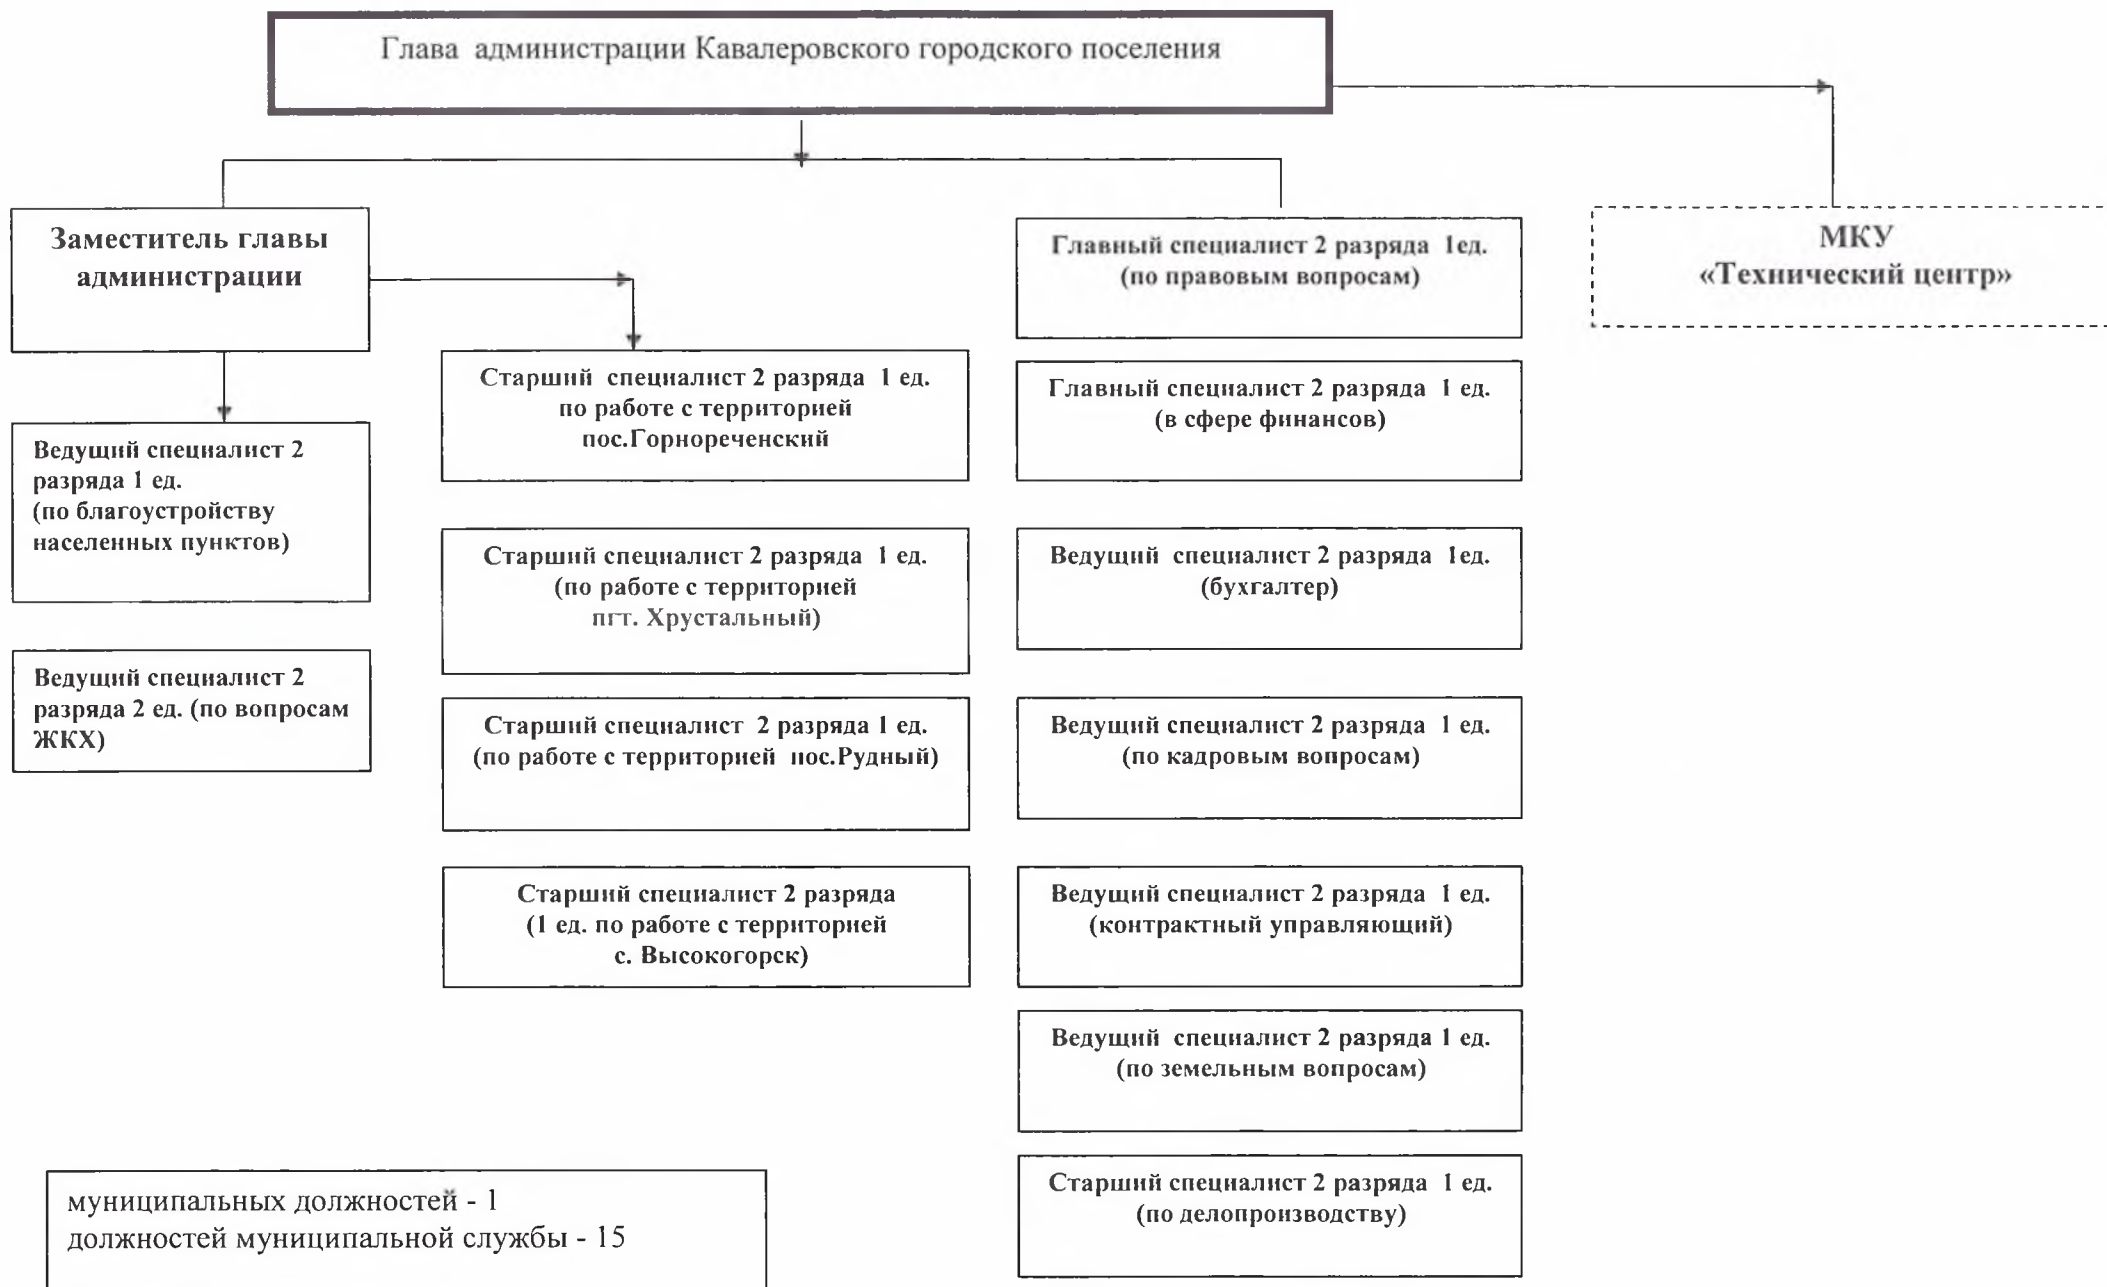 Глава администрации Кавалеровского городского поселения
Заместитель главы
администрации
Ведущий специалист 2
разряда 1 ед.
(по благоустройству
населенных пунктов)
Ведущий специалист 2
разряда 2 ед. (по вопросам
ЖКХ)
Старший специалист 2 разряда 1 ед.
по работе с территорией
пос.Горнореченский
Старший специалист 2 разряда 1 ед.
(по работе с территорией
пгт. Хрустальный)
Старший специалист 2 разряда 1 ед.
(по работе с территорией пос.Рудный)
Старший специалист 2 разряда
(1 ед. по работе с территорией
с. Высокогорск)
Главный специалист 2 разряда 1ед.
(по правовым вопросам)
Главный специалист 2 разряда 1 ед.
(в сфере финансов)
Ведущий специалист 2 разряда 1ед.
(бухгалтер)
Ведущий специалист 2 разряда 1 ед.
(по кадровым вопросам)
Ведущий специалист 2 разряда 1 ед.
(контрактный управляющий)
Ведущий специалист 2 разряда 1 ед.
(по земельным вопросам)
Старший специалист 2 разряда 1 ед.
(по делопроизводству)
МКУ
«Технический центр»
муниципальных должностей - 1
должностей муниципальной службы - 15